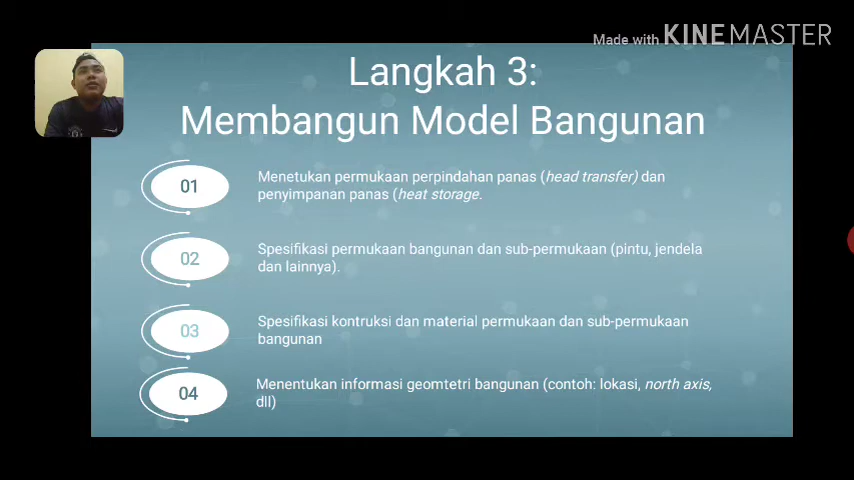 Made with KINEMASTER
Langkah 3:
Membangun Model Bangunan
01
Menetukan permukaan perpindahan panas (head transfer) dan
penyimpanan panas (heat storage.
02
Spesifikasi permukaan bangunan dan sub-permukaan (pintu, jendela
dan lainnya).
03
Spesifikasi kontruksi dan material permukaan dan sub-permukaan
bangunan
04
Menentukan informasi geomtetri bangunan (contoh: lokasi, north axis,
dll)